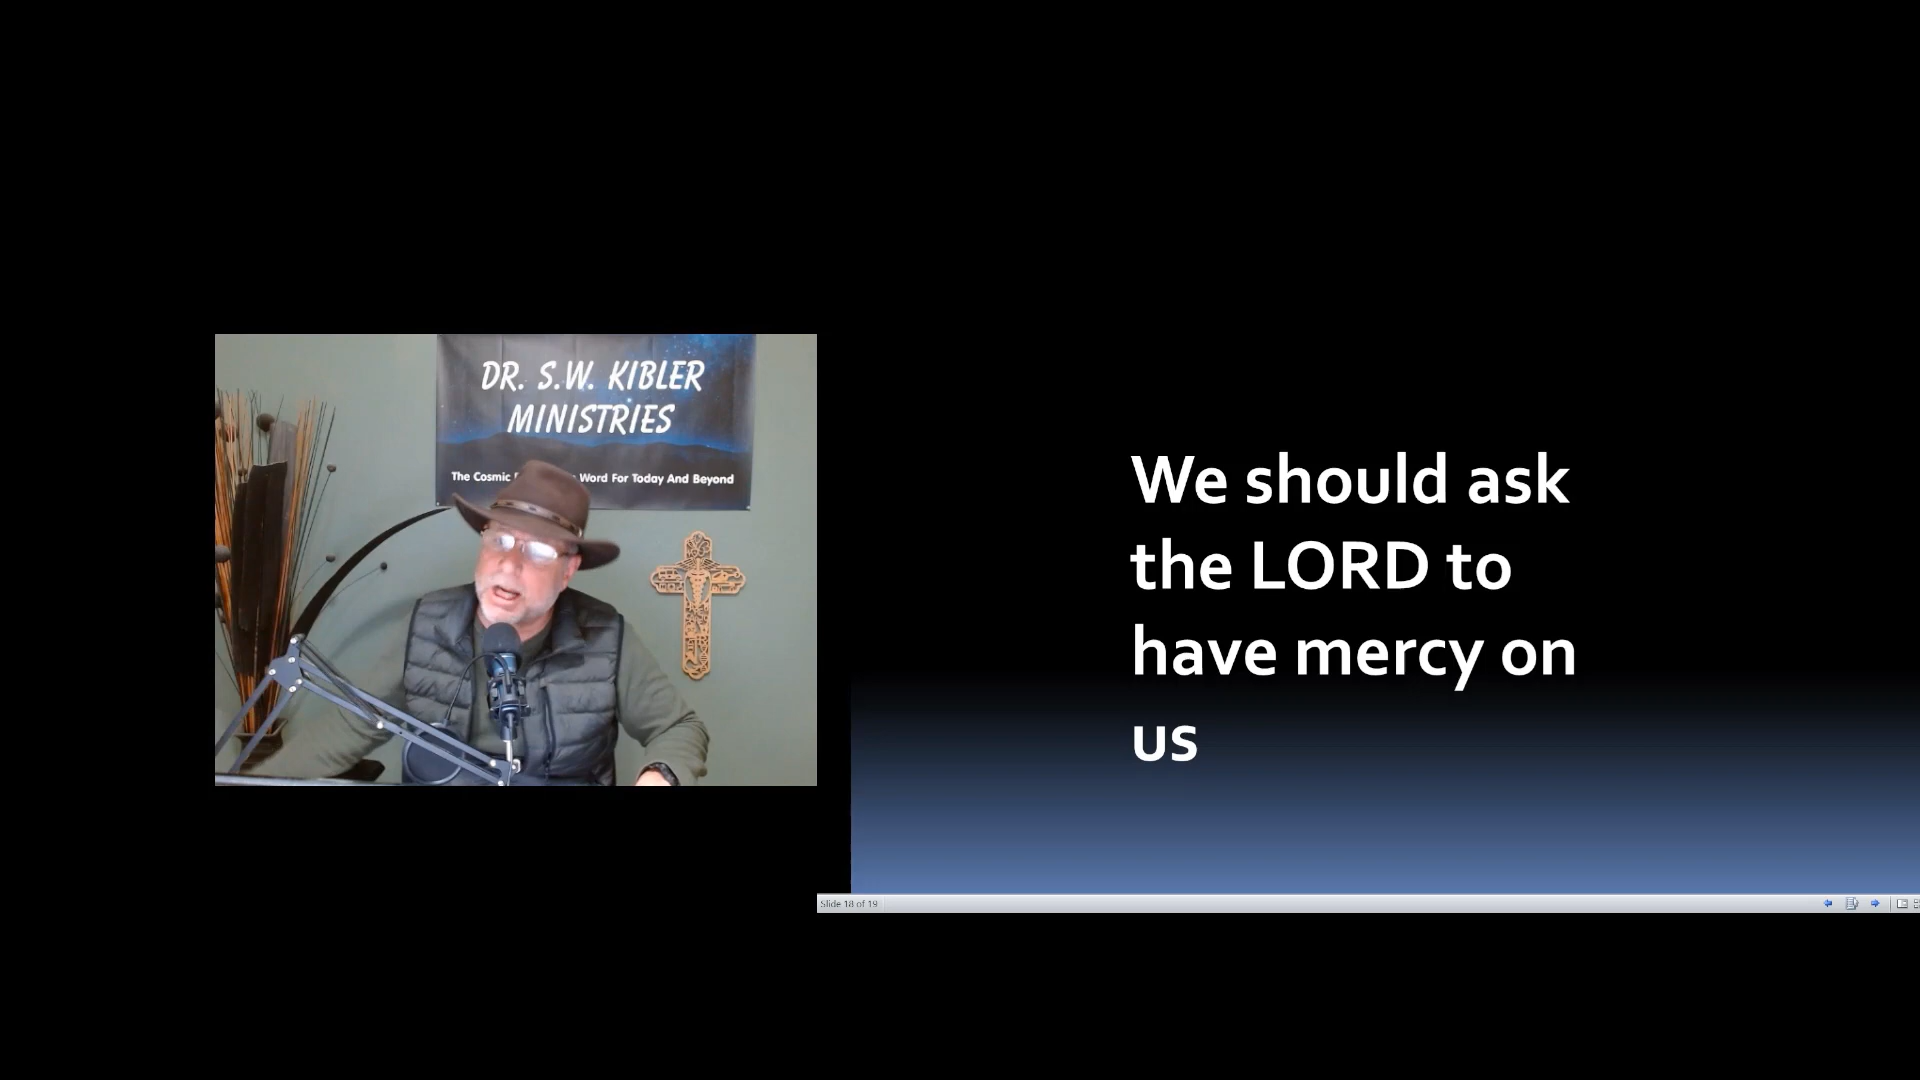 DR. S.W. KIBLER
MINISTRIES
The Cosmic Word For Today And Beyond
We should ask
the LORD to
have mercy on
us
Slide 18 of 19